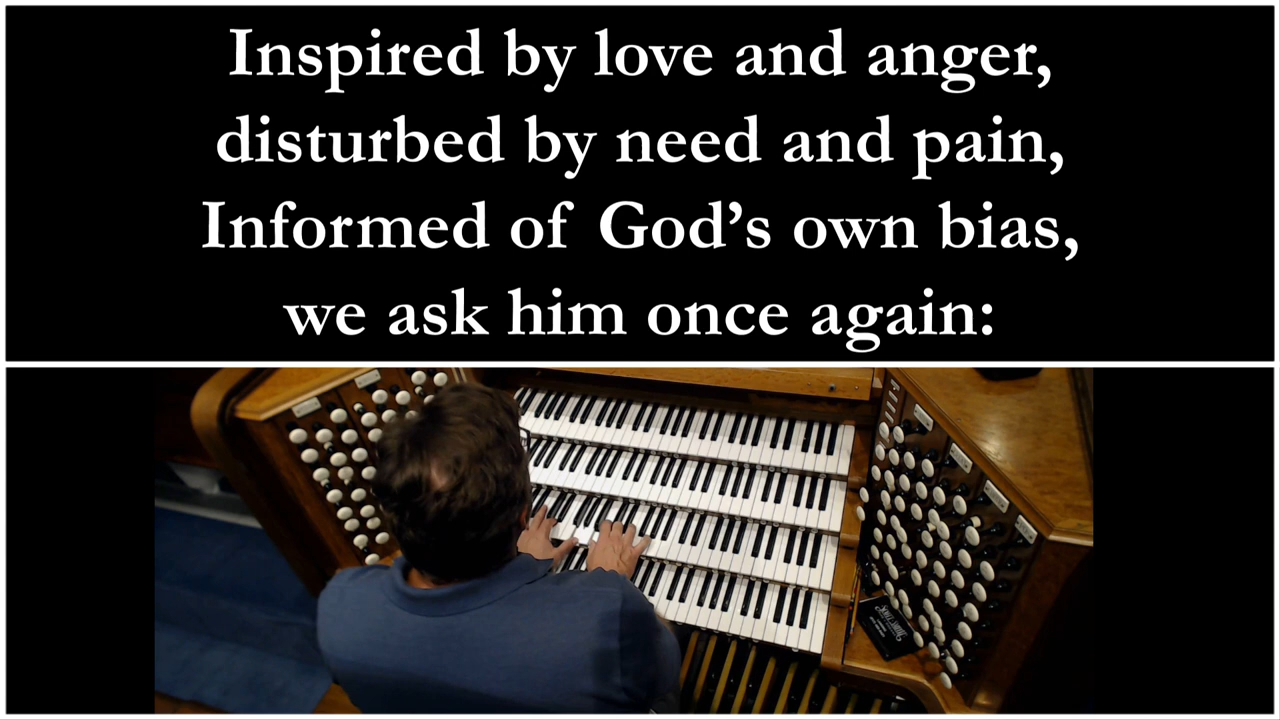 Inspired by love and anger,
disturbed by need and pain,
Informed of God’s own bias,
we ask him once again: